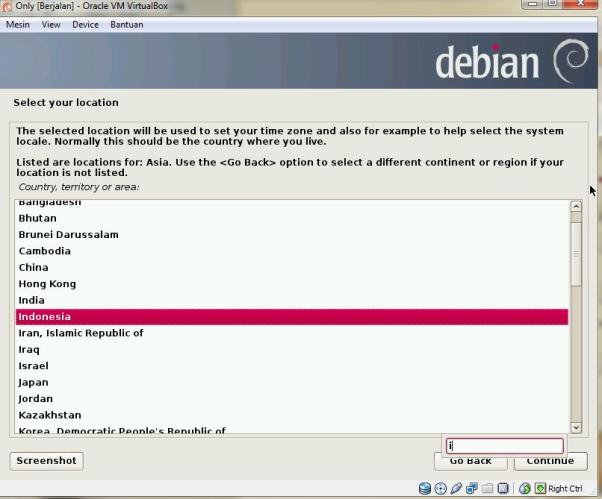 Only [Berjalan] - Oracle VM VirtualBox
Mesin View Device Bantuan
debian
Select your location
The selected location will be used to set your time zone and also for example to help select the system
locale. Normally this should be the country where you live.
Listed are locations for: Asia. Use the <Go Back> option to select a different continent or region if your
location is not listed.
Country, territory or area:
Bangladesh
Bhutan
Brunei Darussalam
Cambodia
China
Hong Kong
India
Indonesia
Iran, Islamic Republic of
Iraq
Israel
Japan
Jordan
Kazakhstan
Korea, Democratic People's Republic of
i
Screenshot Go Back Continue
Right Ctrl